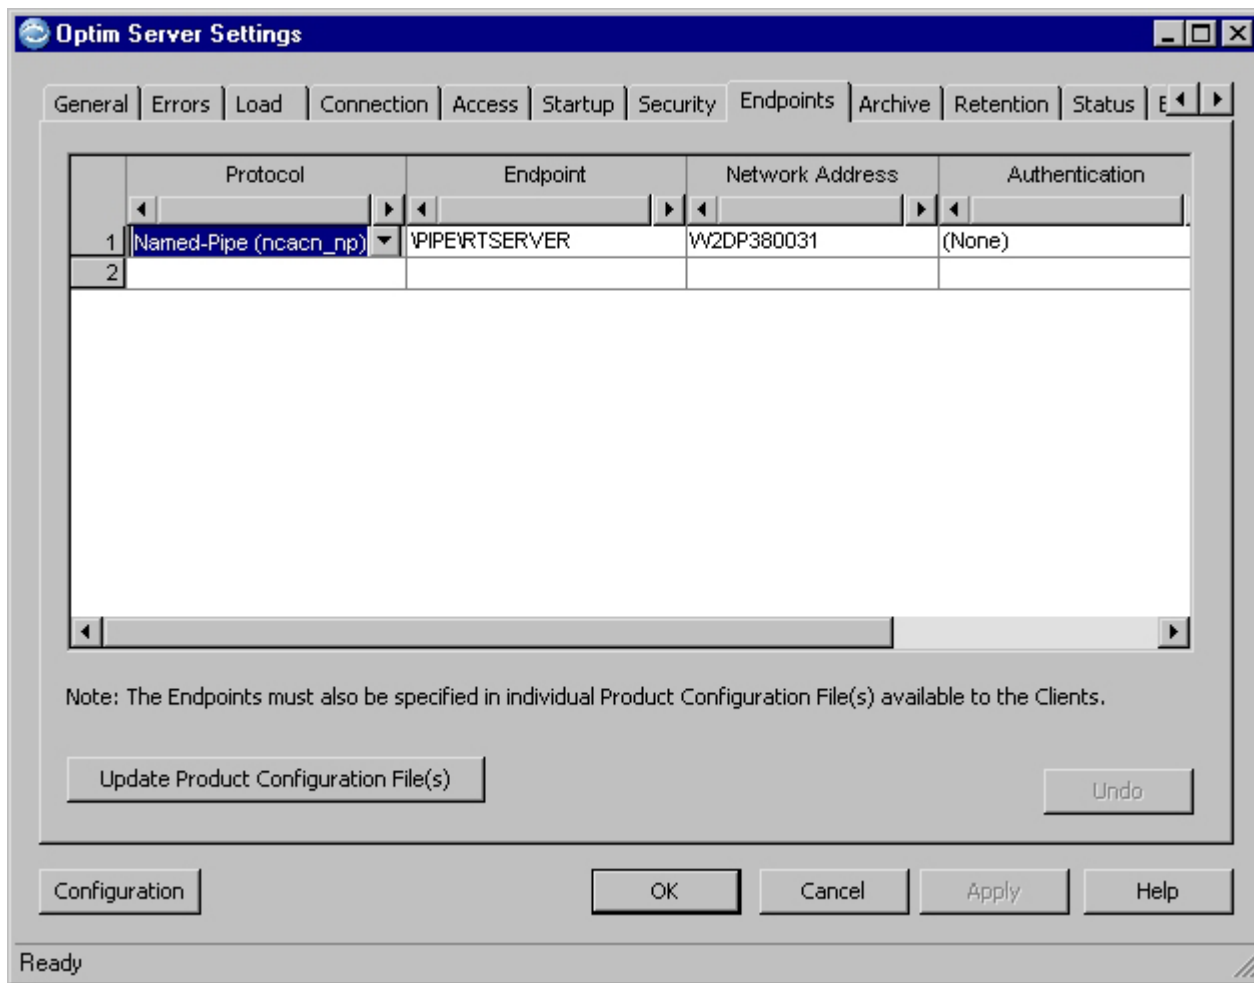 Optim Server Settings
General Errors Load Connection Access Startup Security Endpoints Archive Retention Status
Protocol Endpoint Network Address Authentication
1 Named-Pipe (ncacn_np) \PIPE\RTSERVER W2DP380031 (None)
2
Note: The Endpoints must also be specified in individual Product Configuration File(s) available to the Clients.
Update Product Configuration File(s)
Undo
Configuration OK Cancel Apply Help
Ready